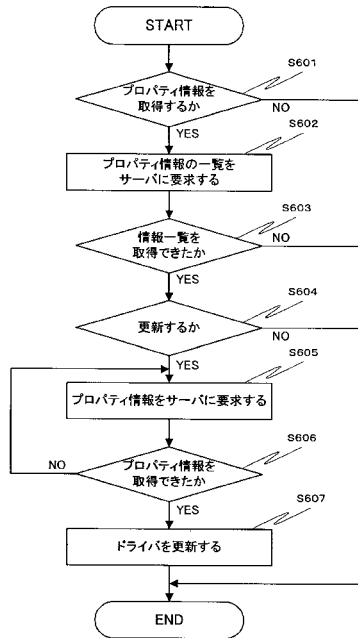 START
S601
プロパティ情報を
取得するか
NO
YES
S602
プロパティ情報の一覧を
サーバに要求する
S603
情報一覧を
取得できたか
NO
YES
S604
更新するか
NO
YES
S605
プロパティ情報をサーバに要求する
S606
プロパティ情報を
取得できたか
NO
YES
S607
ドライバを更新する
END